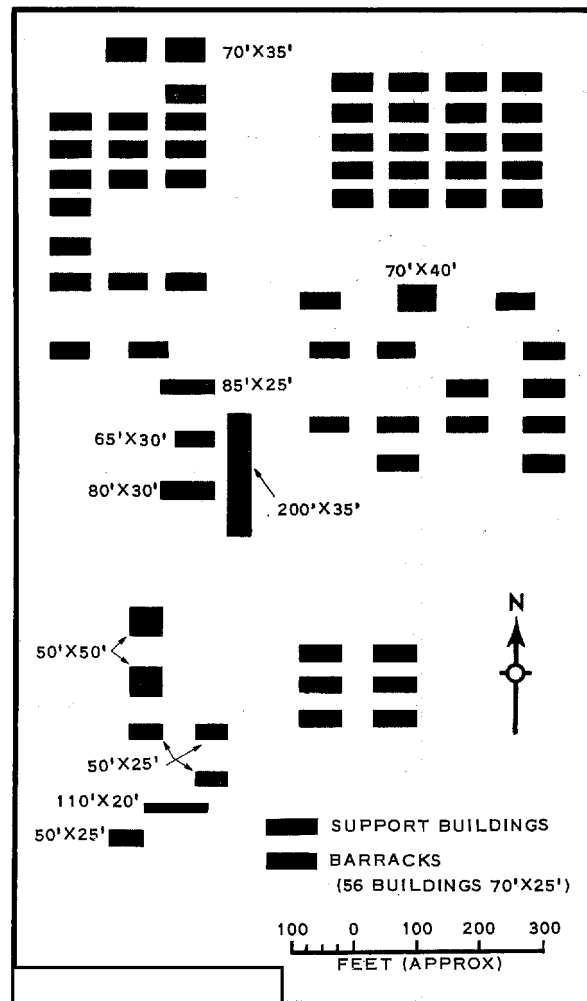 70'X35'
70'X40'
85'X25'
65'X30'
80'X30'
200'X35'
50'X50'
N
50'X25'
110'X20'
50'X25'
SUPPORT BUILDINGS
BARRACKS
(56 BUILDINGS 70'X25')
100 0 100 200 300
FEET (APPROX)